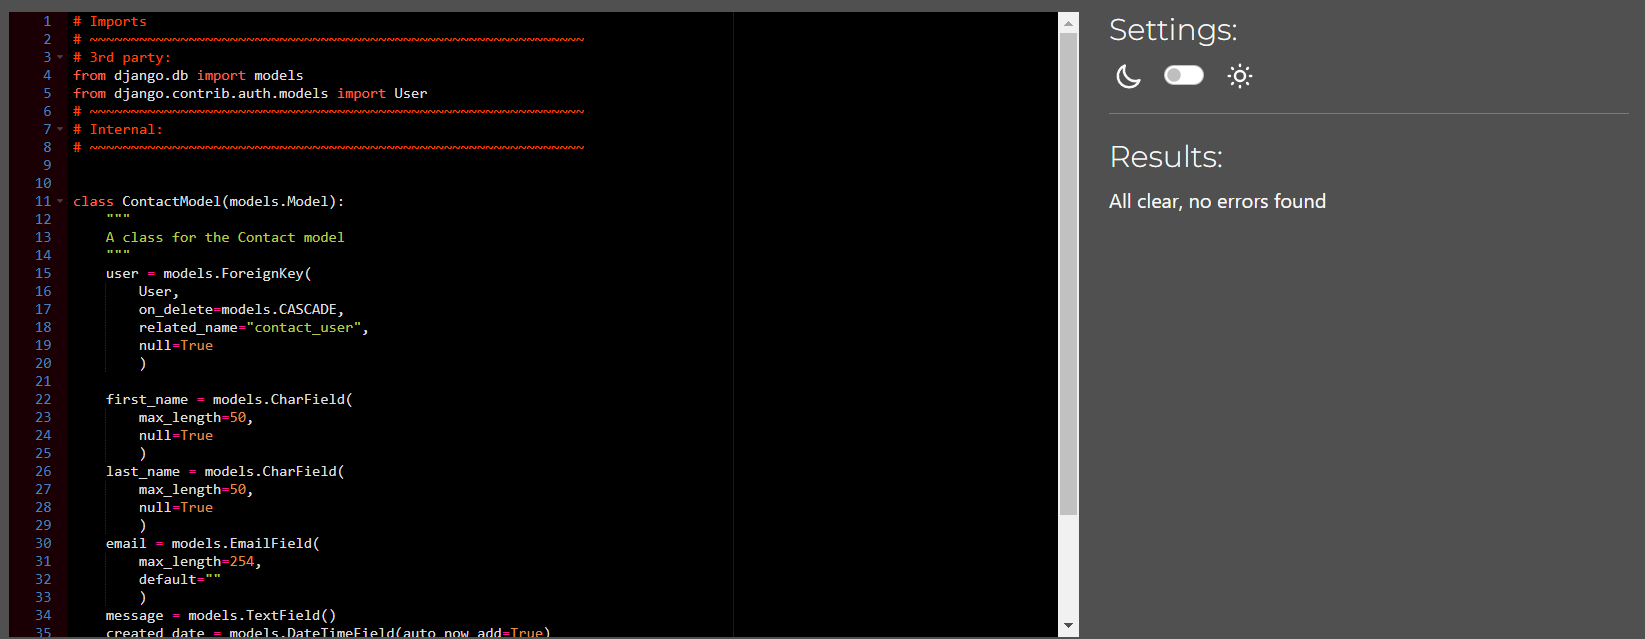 1 # Imports
2 # ~~~~~~~~~~~~~~~~~~~~~~~~~~~~~~~~~~~~~~~~~~~~~~~~~~~~~~~~~~~~
3 # 3rd party:
4 from django.db import models
5 from django.contrib.auth.models import User
6 # ~~~~~~~~~~~~~~~~~~~~~~~~~~~~~~~~~~~~~~~~~~~~~~~~~~~~~~~~~~~~
7 # Internal:
8 # ~~~~~~~~~~~~~~~~~~~~~~~~~~~~~~~~~~~~~~~~~~~~~~~~~~~~~~~~~~~~
9
10
11 class ContactModel(models.Model):
12     """
13     A class for the Contact model
14     """
15     user = models.ForeignKey(
16         User,
17         on_delete=models.CASCADE,
18         related_name="contact_user",
19         null=True
20         )
21
22     first_name = models.CharField(
23         max_length=50,
24         null=True
25         )
26     last_name = models.CharField(
27         max_length=50,
28         null=True
29         )
30     email = models.EmailField(
31         max_length=254,
32         default=""
33         )
34     message = models.TextField()
35     created_date = models.DateTimeField(auto_now_add=True)
Settings:
Results:
All clear, no errors found